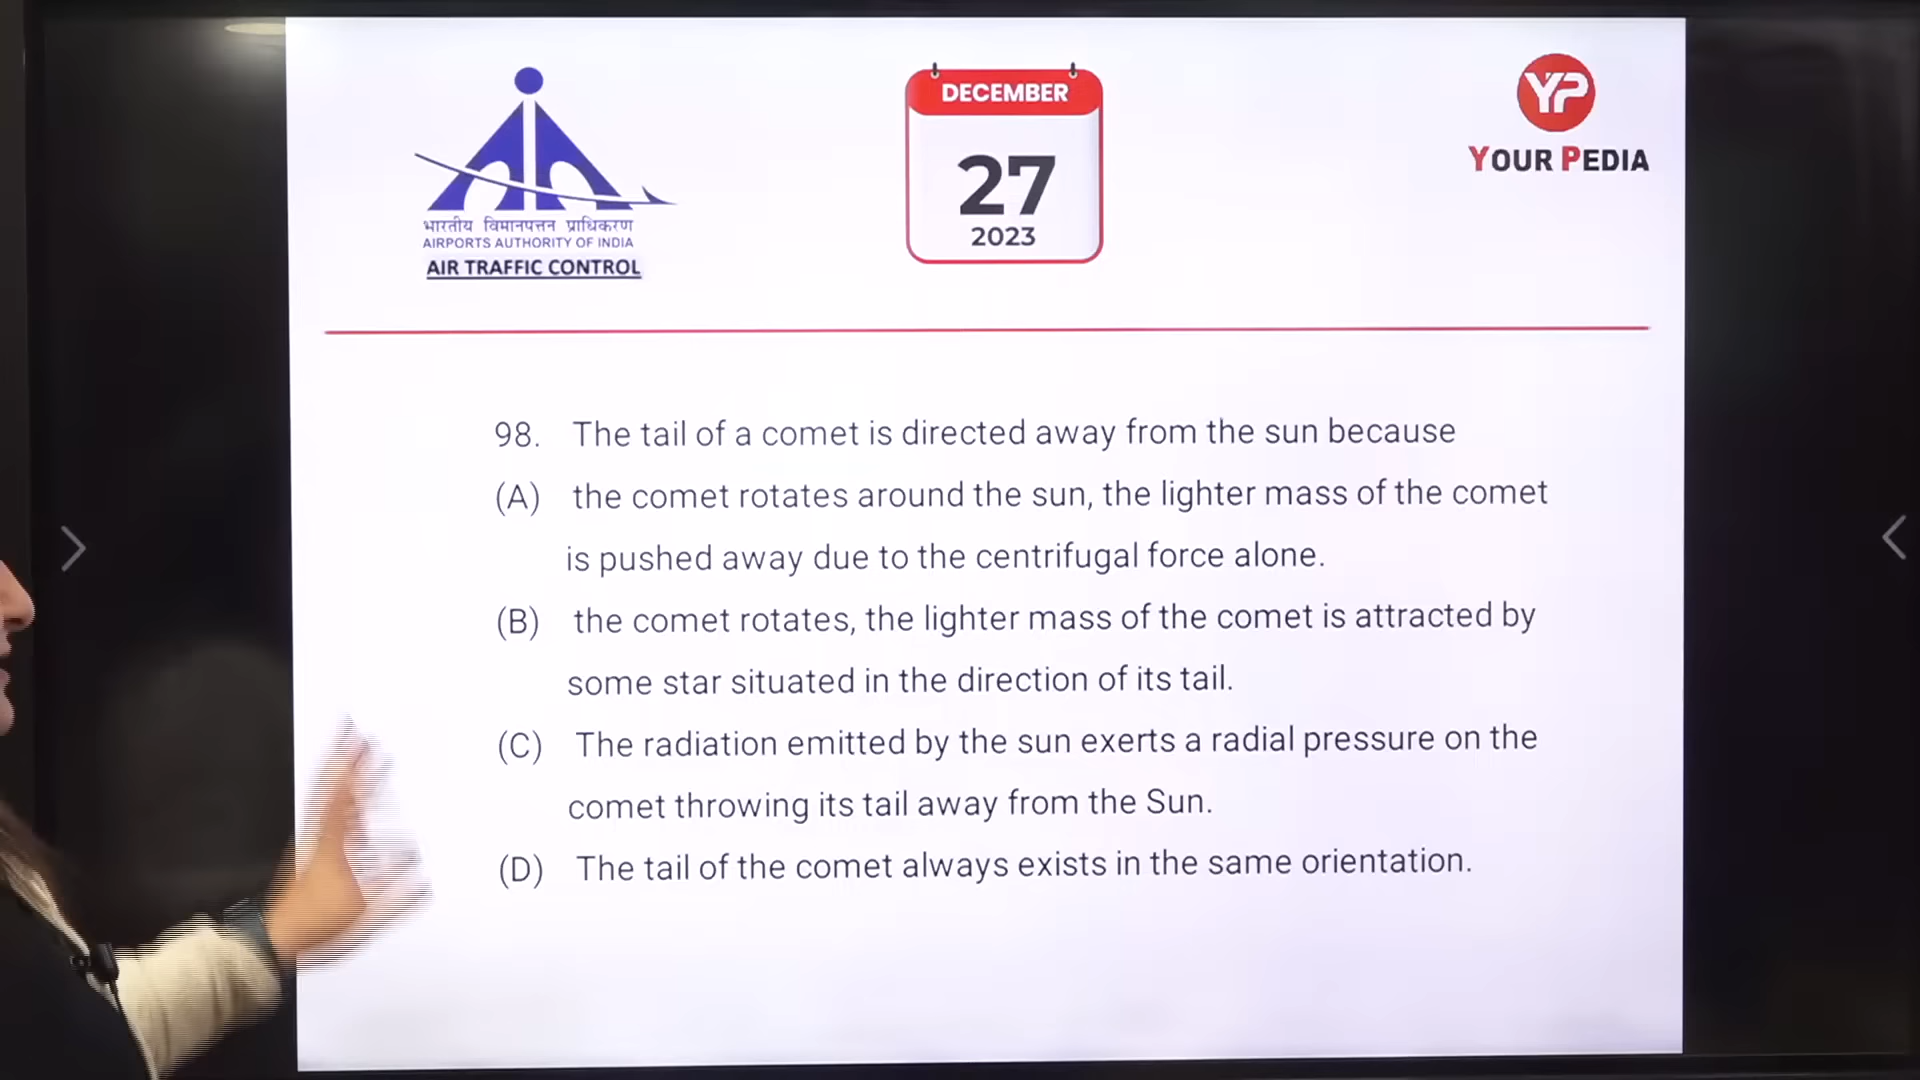 DECEMBER
27
2023
YP
YOUR PEDIA
भारतीय विमानपत्तन प्राधिकरण
AIRPORTS AUTHORITY OF INDIA
AIR TRAFFIC CONTROL
98. The tail of a comet is directed away from the sun because
(A) the comet rotates around the sun, the lighter mass of the comet
is pushed away due to the centrifugal force alone.
(B) the comet rotates, the lighter mass of the comet is attracted by
some star situated in the direction of its tail.
(C) The radiation emitted by the sun exerts a radial pressure on the
comet throwing its tail away from the Sun.
(D) The tail of the comet always exists in the same orientation.